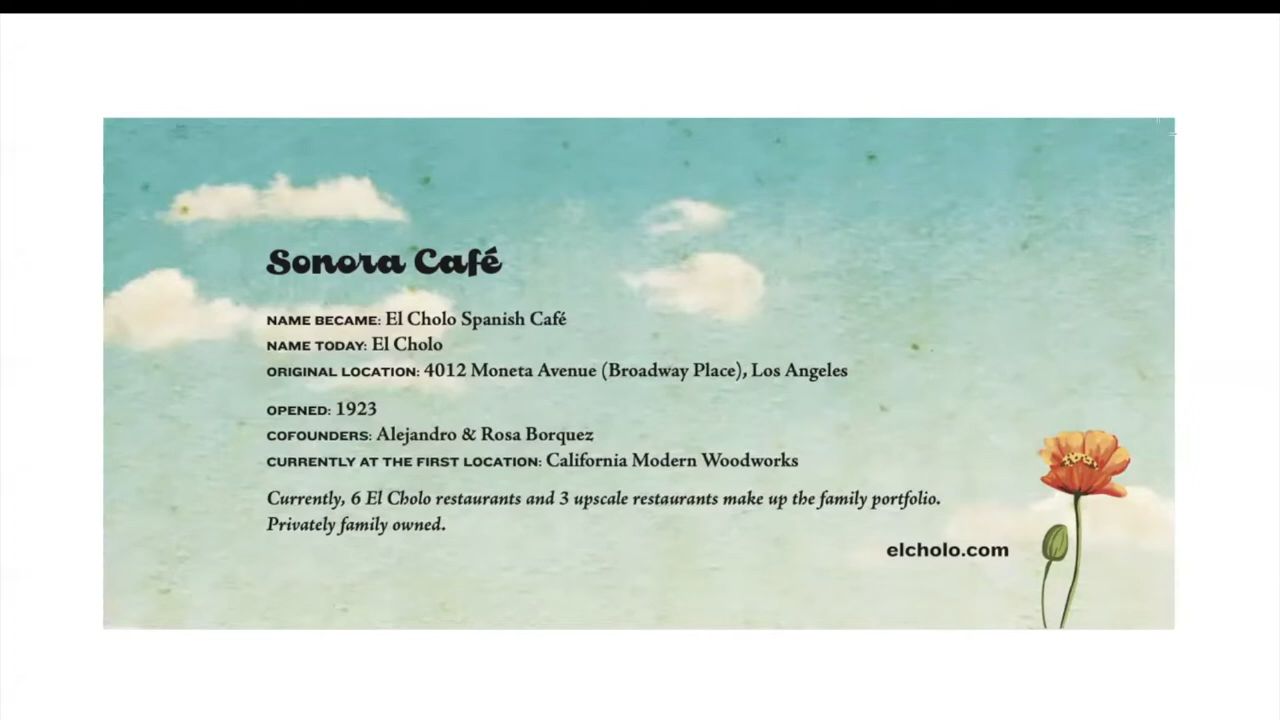 Sonora Café
NAME BECAME: El Cholo Spanish Café
NAME TODAY: El Cholo
ORIGINAL LOCATION: 4012 Moneta Avenue (Broadway Place), Los Angeles
OPENED: 1923
COFOUNDERS: Alejandro & Rosa Borquez
CURRENTLY AT THE FIRST LOCATION: California Modern Woodworks
Currently, 6 El Cholo restaurants and 3 upscale restaurants make up the family portfolio.
Privately family owned.
elcholo.com